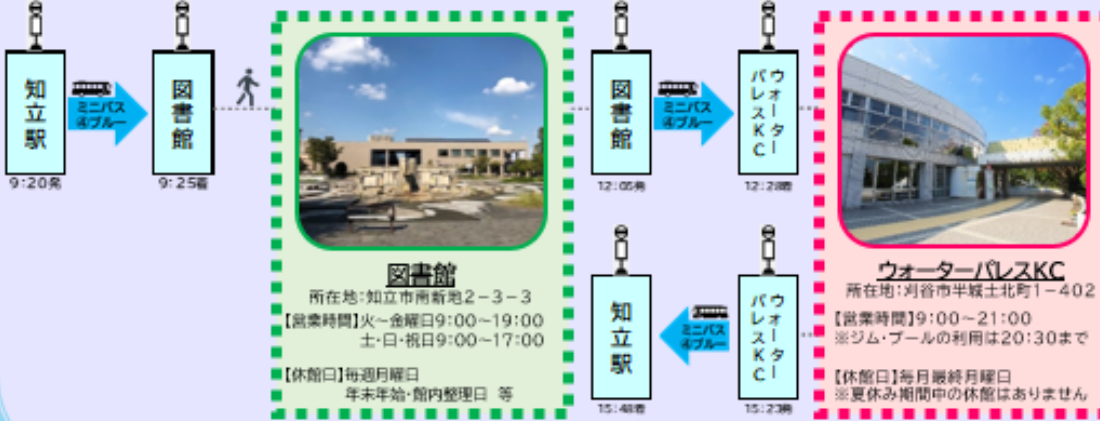 知立駅
9:20発
ミニバス
④ブルー
図書館
9:25着
図書館
所在地:知立市南新地2-3-3
【営業時間】火~金曜日9:00~19:00
土・日・祝日9:00~17:00
【休館日】毎週月曜日
年末年始・館内整理日 等
図書館
12:05発
ミニバス
④ブルー
ウォーター
パレスKC
12:28着
ウォーターパレスKC
所在地:刈谷市半城土北町1-402
【営業時間】9:00~21:00
※ジム・プールの利用は20:30まで
【休館日】毎月最終月曜日
※夏休み期間中の休館はありません
ウォーター
パレスKC
15:23発
ミニバス
④ブルー
知立駅
15:48着